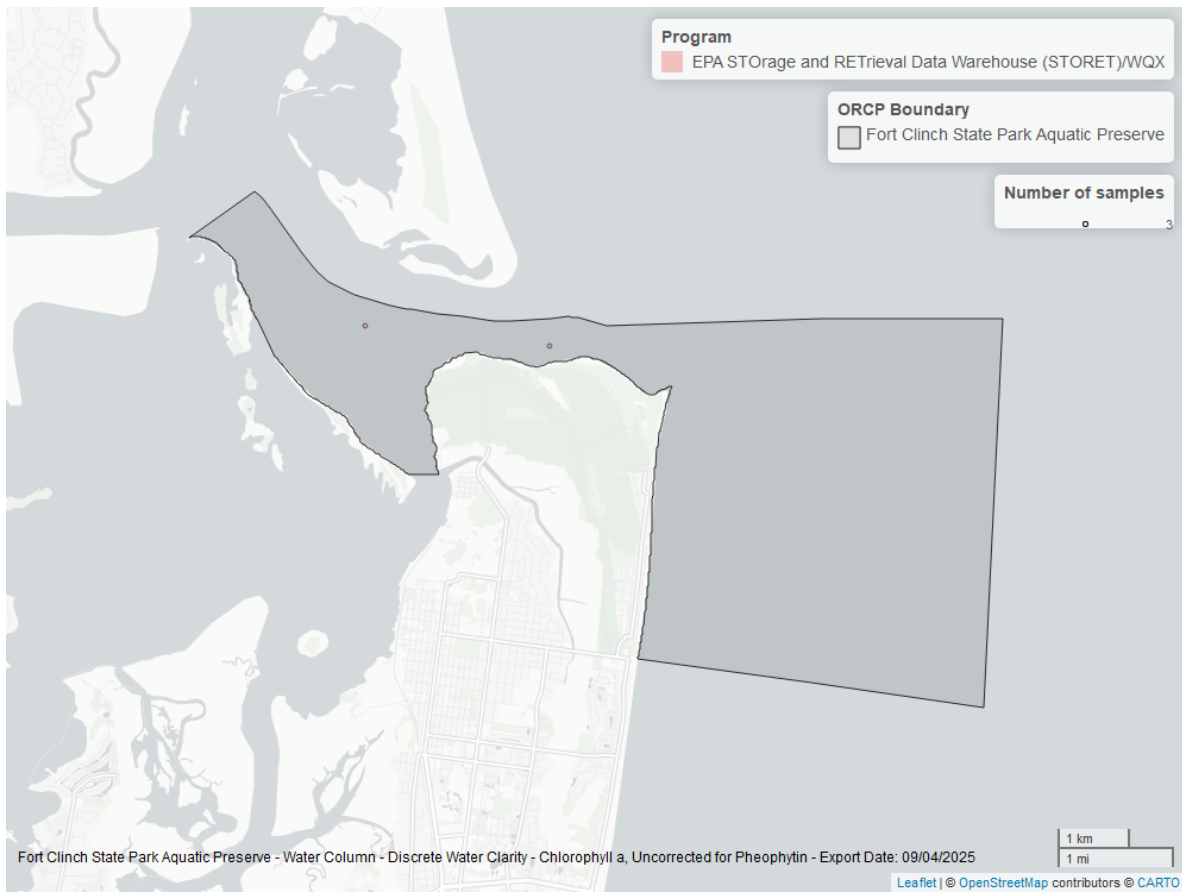 Program
EPA STOrage and RETrieval Data Warehouse (STORET)/WQX
ORCP Boundary
Fort Clinch State Park Aquatic Preserve
Number of samples
3
1 km
1 mi
Fort Clinch State Park Aquatic Preserve - Water Column - Discrete Water Clarity - Chlorophyll a, Uncorrected for Pheophytin - Export Date: 09/04/2025
Leaflet | © OpenStreetMap contributors © CARTO